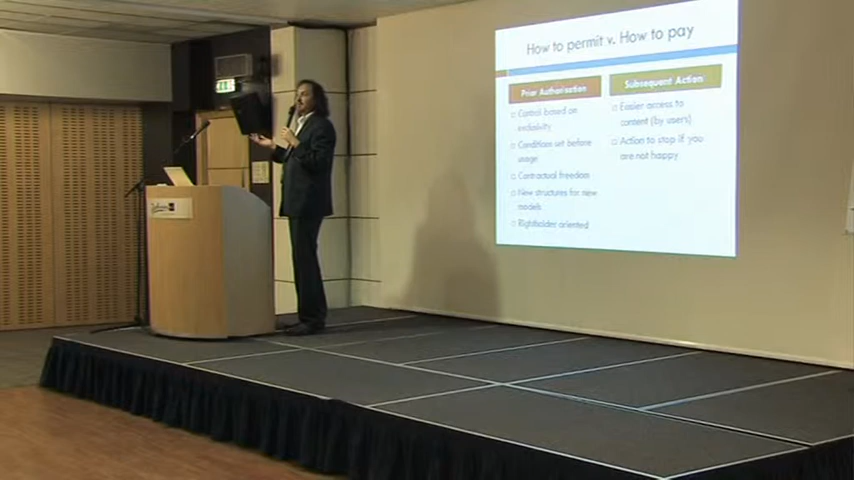 How to permit v. How to pay
Prior Authorisation
Subsequent Action
Control based on
exclusivity
Conditions set before
usage
Contractual freedom
New structures for new
models
Rightholder oriented
Easier access to
content (by users)
Action to stop if you
are not happy